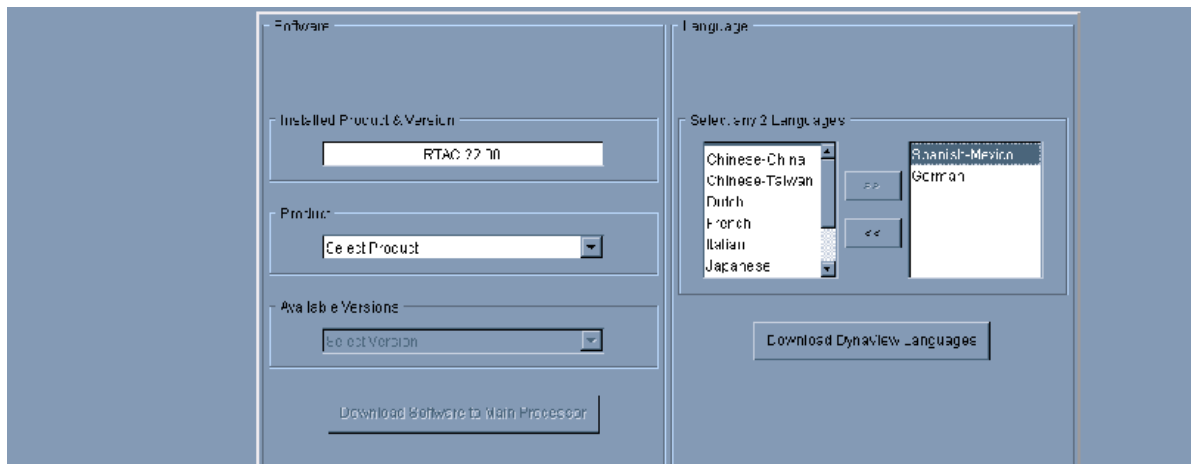 Software
Installed Product & Version
RTAC 22.00
Product
Select Product
Available Versions
Select Version
Download Software to Main Processor
Language
Select any 2 Languages
Chinese-China
Chinese-Taiwan
Dutch
French
Italian
Japanese
>>
<<
Spanish-Mexico
German
Download Dynaview Languages